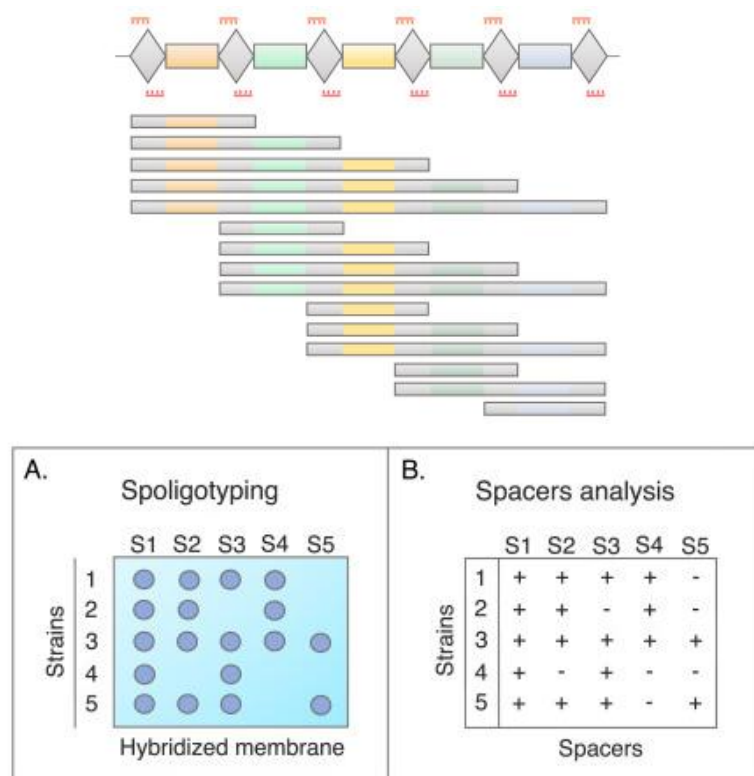 A.
Spoligotyping
S1 S2 S3 S4 S5
Strains
1
2
3
4
5
Hybridized membrane
B.
Spacers analysis
S1 S2 S3 S4 S5
Strains
1 + + + + -
2 + + - + -
3 + + + + +
4 + - + - -
5 + + + - +
Spacers